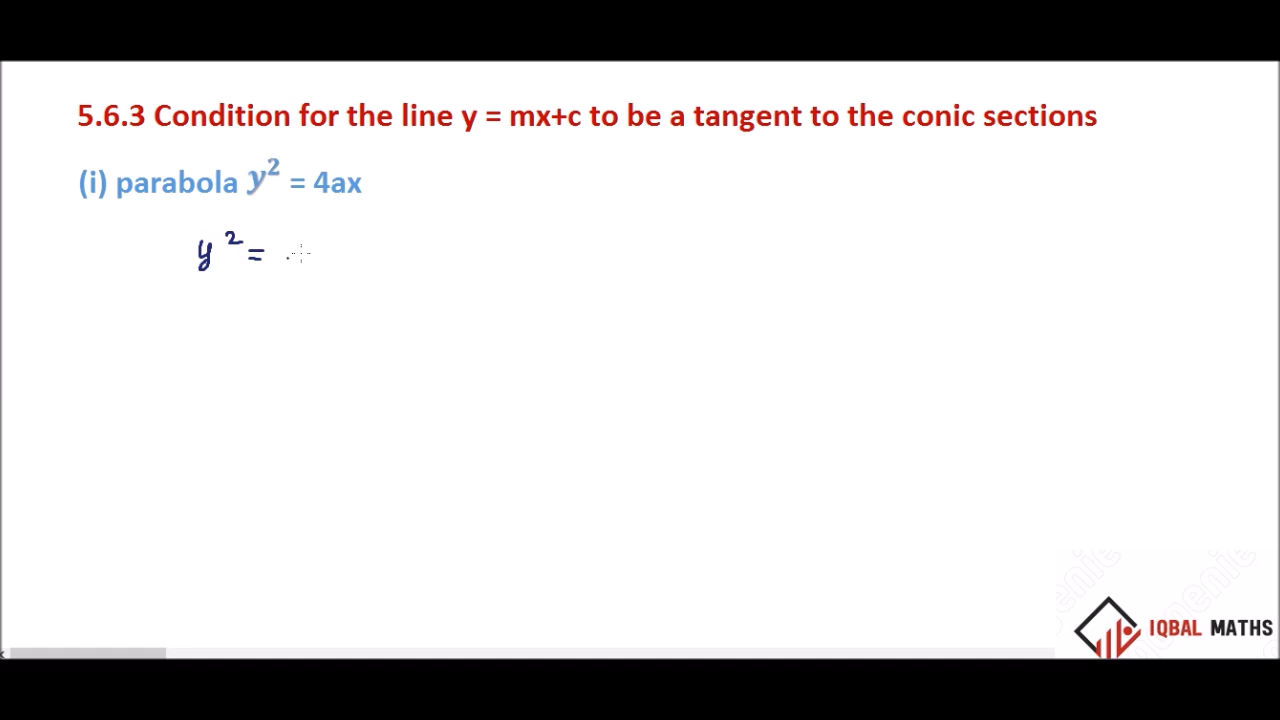 5.6.3 Condition for the line y = mx+c to be a tangent to the conic sections
(i) parabola y² = 4ax
y² =
IQBAL MATHS